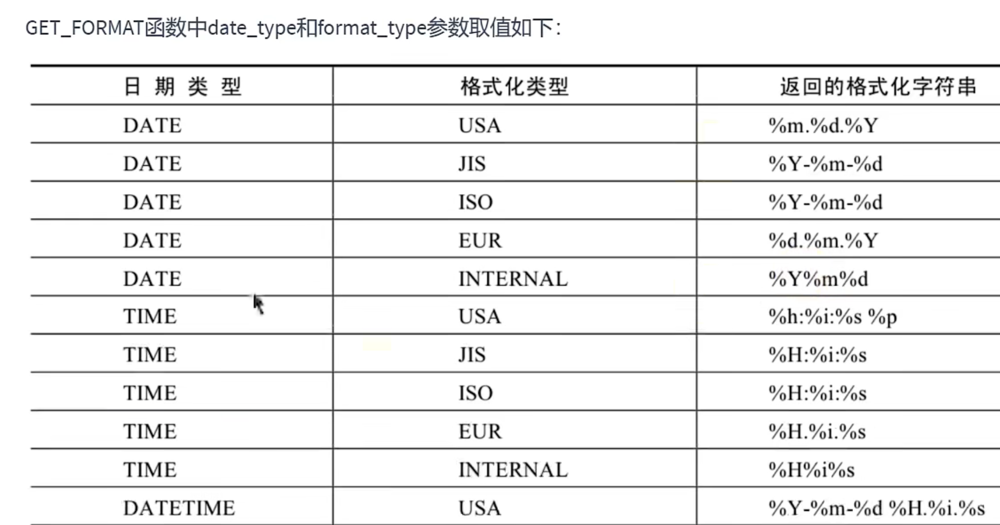 GET_FORMAT函数中date_type和format_type参数取值如下：
日 期 类 型 格式化类型 返回的格式化字符串
DATE USA %m.%d.%Y
DATE JIS %Y-%m-%d
DATE ISO %Y-%m-%d
DATE EUR %d.%m.%Y
DATE INTERNAL %Y%m%d
TIME USA %h:%i:%s %p
TIME JIS %H:%i:%s
TIME ISO %H:%i:%s
TIME EUR %H.%i.%s
TIME INTERNAL %H%i%s
DATETIME USA %Y-%m-%d %H.%i.%s